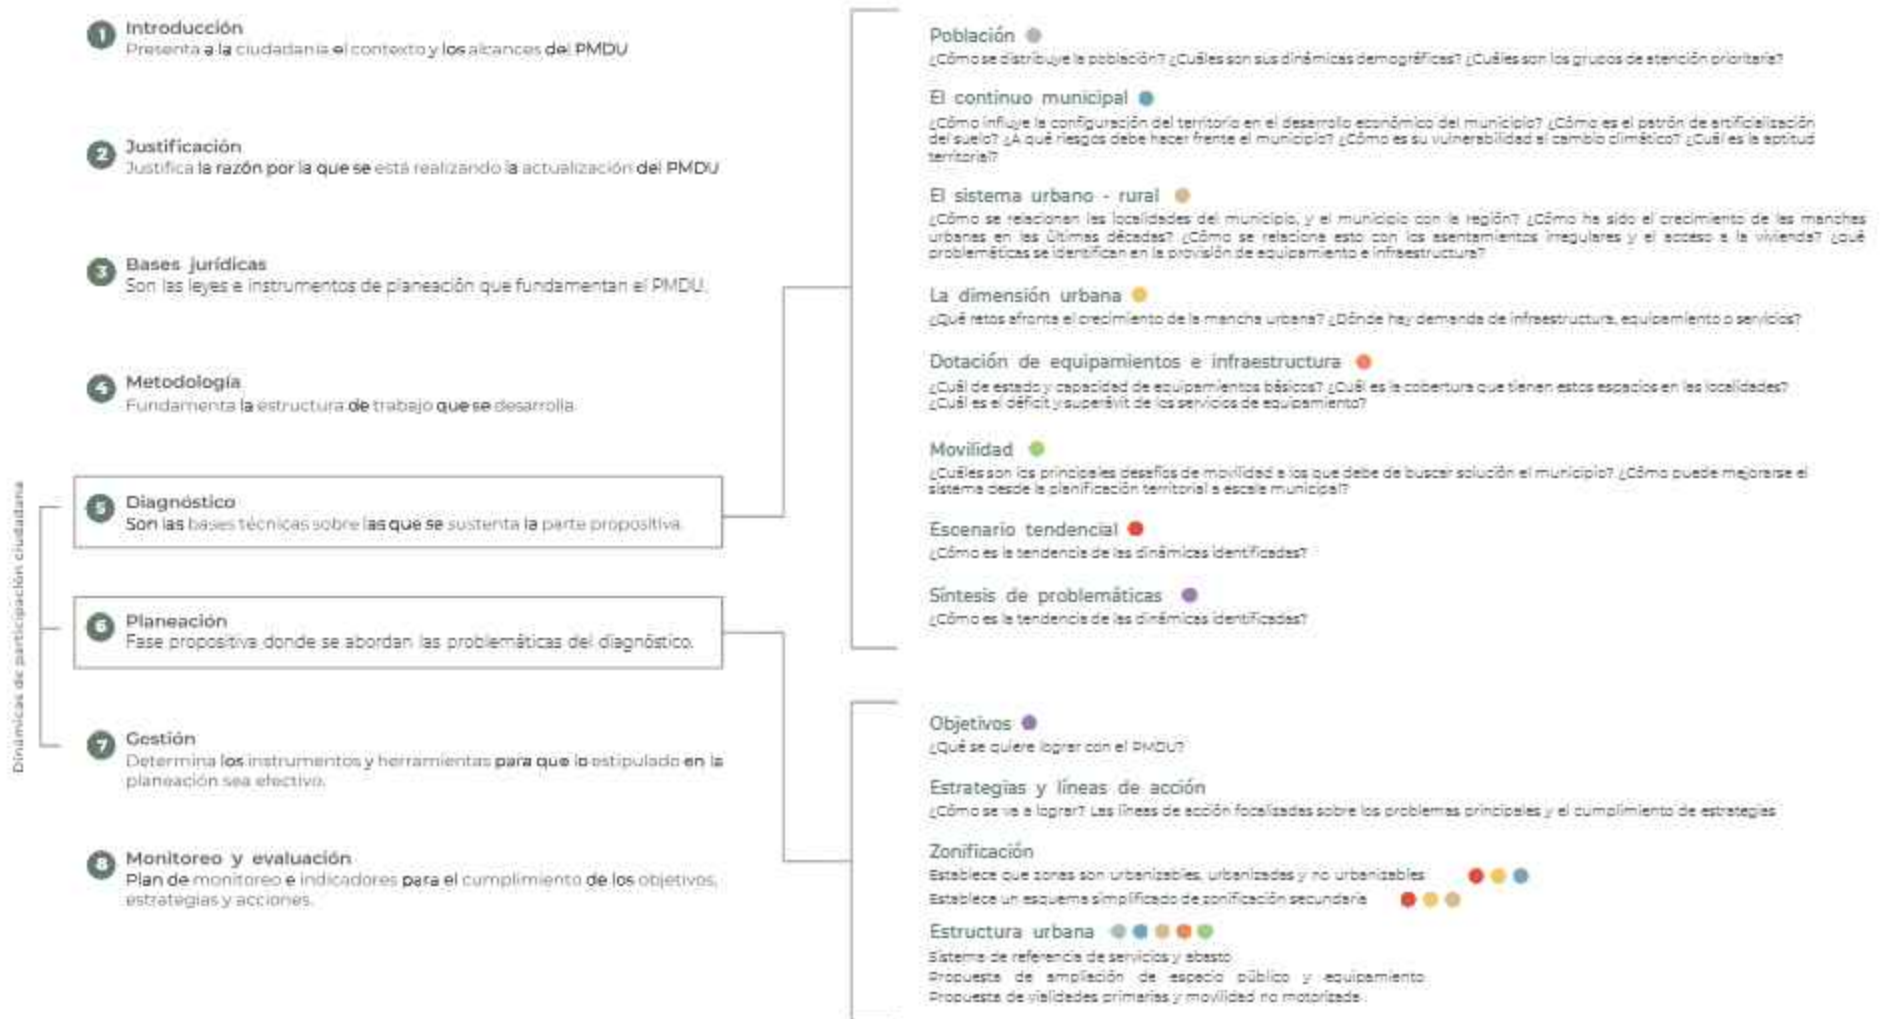 1 Introducción
Presenta a la ciudadanía el contexto y los alcances del PMDU
2 Justificación
Justifica la razón por la que se está realizando la actualización del PMDU
3 Bases jurídicas
Son las leyes e instrumentos de planeación que fundamentan el PMDU.
4 Metodología
Fundamenta la estructura de trabajo que se desarrolla
Dinámicas de participación ciudadana
5 Diagnóstico
Son las bases técnicas sobre las que se sustenta la parte propositiva.
6 Planeación
Fase propositiva donde se abordan las problemáticas del diagnóstico.
7 Gestión
Determina los instrumentos y herramientas para que lo estipulado en la
planeación sea efectivo.
8 Monitoreo y evaluación
Plan de monitoreo e indicadores para el cumplimiento de los objetivos,
estrategias y acciones.
Población
¿Cómo se distribuye la población? ¿Cuáles son sus dinámicas demográficas? ¿Cuáles son los grupos de atención prioritaria?
El continuo municipal
¿Cómo influye la configuración del territorio en el desarrollo económico del municipio? ¿Cómo es el patrón de artificialización
del suelo? ¿A qué riesgos debe hacer frente el municipio? ¿Cómo es su vulnerabilidad al cambio climático? ¿Cuál es la aptitud
territorial?
El sistema urbano - rural
¿Cómo se relacionan las localidades del municipio, y el municipio con la región? ¿Cómo ha sido el crecimiento de las manchas
urbanas en las últimas décadas? ¿Cómo se relaciona esto con los asentamientos irregulares y el acceso a la vivienda? ¿qué
problemáticas se identifican en la provisión de equipamiento e infraestructura?
La dimensión urbana
¿Qué retos afronta el crecimiento de la mancha urbana? ¿Dónde hay demanda de infraestructura, equipamiento o servicios?
Dotación de equipamientos e infraestructura
¿Cuál de estado y capacidad de equipamientos básicos? ¿Cuál es la cobertura que tienen estos espacios en las localidades?
¿Cuál es el déficit y superávit de los servicios de equipamiento?
Movilidad
¿Cuáles son los principales desafíos de movilidad a los que debe de buscar solución el municipio? ¿Cómo puede mejorarse el
sistema desde la planificación territorial a escala municipal?
Escenario tendencial
¿Cómo es la tendencia de las dinámicas identificadas?
Síntesis de problemáticas
¿Cómo es la tendencia de las dinámicas identificadas?
Objetivos
¿Qué se quiere lograr con el PMDU?
Estrategias y líneas de acción
¿Cómo se va a lograr? Las líneas de acción focalizadas sobre los problemas principales y el cumplimiento de estrategias
Zonificación
Establece que zonas son urbanizables, urbanizadas y no urbanizables
Establece un esquema simplificado de zonificación secundaria
Estructura urbana
Sistema de referencia de servicios y abasto
Propuesta de ampliación de espacio público y equipamiento
Propuesta de vialidades primarias y movilidad no motorizada